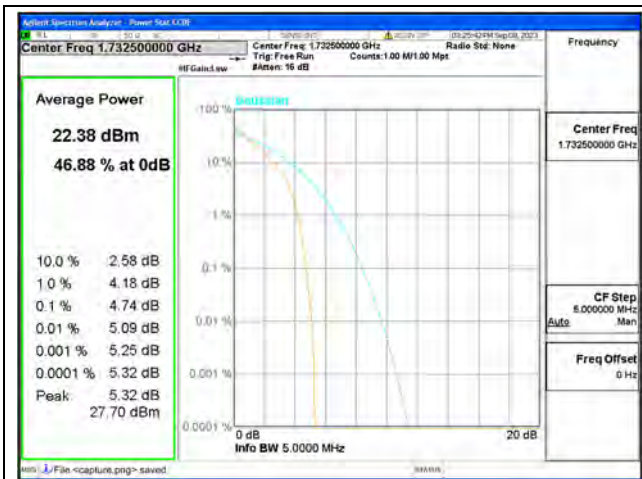 Agilent Spectrum Analyzer - Power Stat CCDF
Center Freq 1.732500000 GHz
Center Freq: 1.732500000 GHz
Radio Std: None
Trig: Free Run
Counts:1.00 M/1.00 Mpt
#IFGain:Low
#Atten: 16 dB
Average Power
22.38 dBm
46.88 % at 0dB
10.0 % 2.58 dB
1.0 % 4.18 dB
0.1 % 4.74 dB
0.01 % 5.09 dB
0.001 % 5.25 dB
0.0001 % 5.32 dB
Peak 5.32 dB
27.70 dBm
Gaussian
100 %
10 %
1 %
0.1 %
0.01 %
0.001 %
0.0001 %
0 dB
20 dB
Info BW 5.0000 MHz
Frequency
Center Freq
1.732500000 GHz
CF Step
5.000000 MHz
Auto Man
Freq Offset
0 Hz
MSG File <capture.png> saved
STATUS